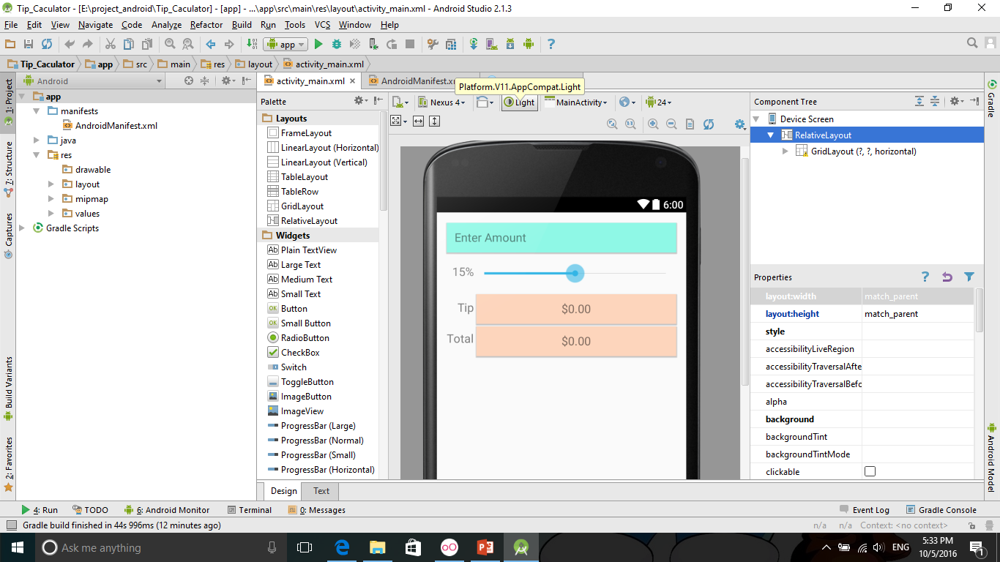 Tip_Caculator - [E:\project_android\Tip_Caculator] - [app] - ...\app\src\main\res\layout\activity_main.xml - Android Studio 2.1.3
File Edit View Navigate Code Analyze Refactor Build Run Tools VCS Window Help
app
Tip_Caculator app src main res layout activity_main.xml
1: Project
7: Structure
Captures
Build Variants
2: Favorites
Android
app
manifests
AndroidManifest.xml
java
res
drawable
layout
mipmap
values
Gradle Scripts
activity_main.xml
AndroidManifest.x
Platform.V11.AppCompat.Light
Palette
Layouts
FrameLayout
LinearLayout (Horizontal)
LinearLayout (Vertical)
TableLayout
TableRow
GridLayout
RelativeLayout
Widgets
Plain TextView
Large Text
Medium Text
Small Text
Button
Small Button
RadioButton
CheckBox
Switch
ToggleButton
ImageButton
ImageView
ProgressBar (Large)
ProgressBar (Normal)
ProgressBar (Small)
ProgressBar (Horizontal)
Nexus 4
Light
MainActivity
24
6:00
Enter Amount
15%
Tip
$0.00
Total
$0.00
Component Tree
Device Screen
RelativeLayout
GridLayout (?, ?, horizontal)
Properties
layout:width match_parent
layout:height match_parent
style
accessibilityLiveRegion
accessibilityTraversalAfte
accessibilityTraversalBefo
alpha
background
backgroundTint
backgroundTintMode
clickable
Gradle
Android Model
Design Text
4: Run TODO 6: Android Monitor Terminal 0: Messages Event Log Gradle Console
Gradle build finished in 44s 996ms (12 minutes ago) n/a n/a Context: <no context>
Ask me anything
ENG
5:33 PM
10/5/2016
1